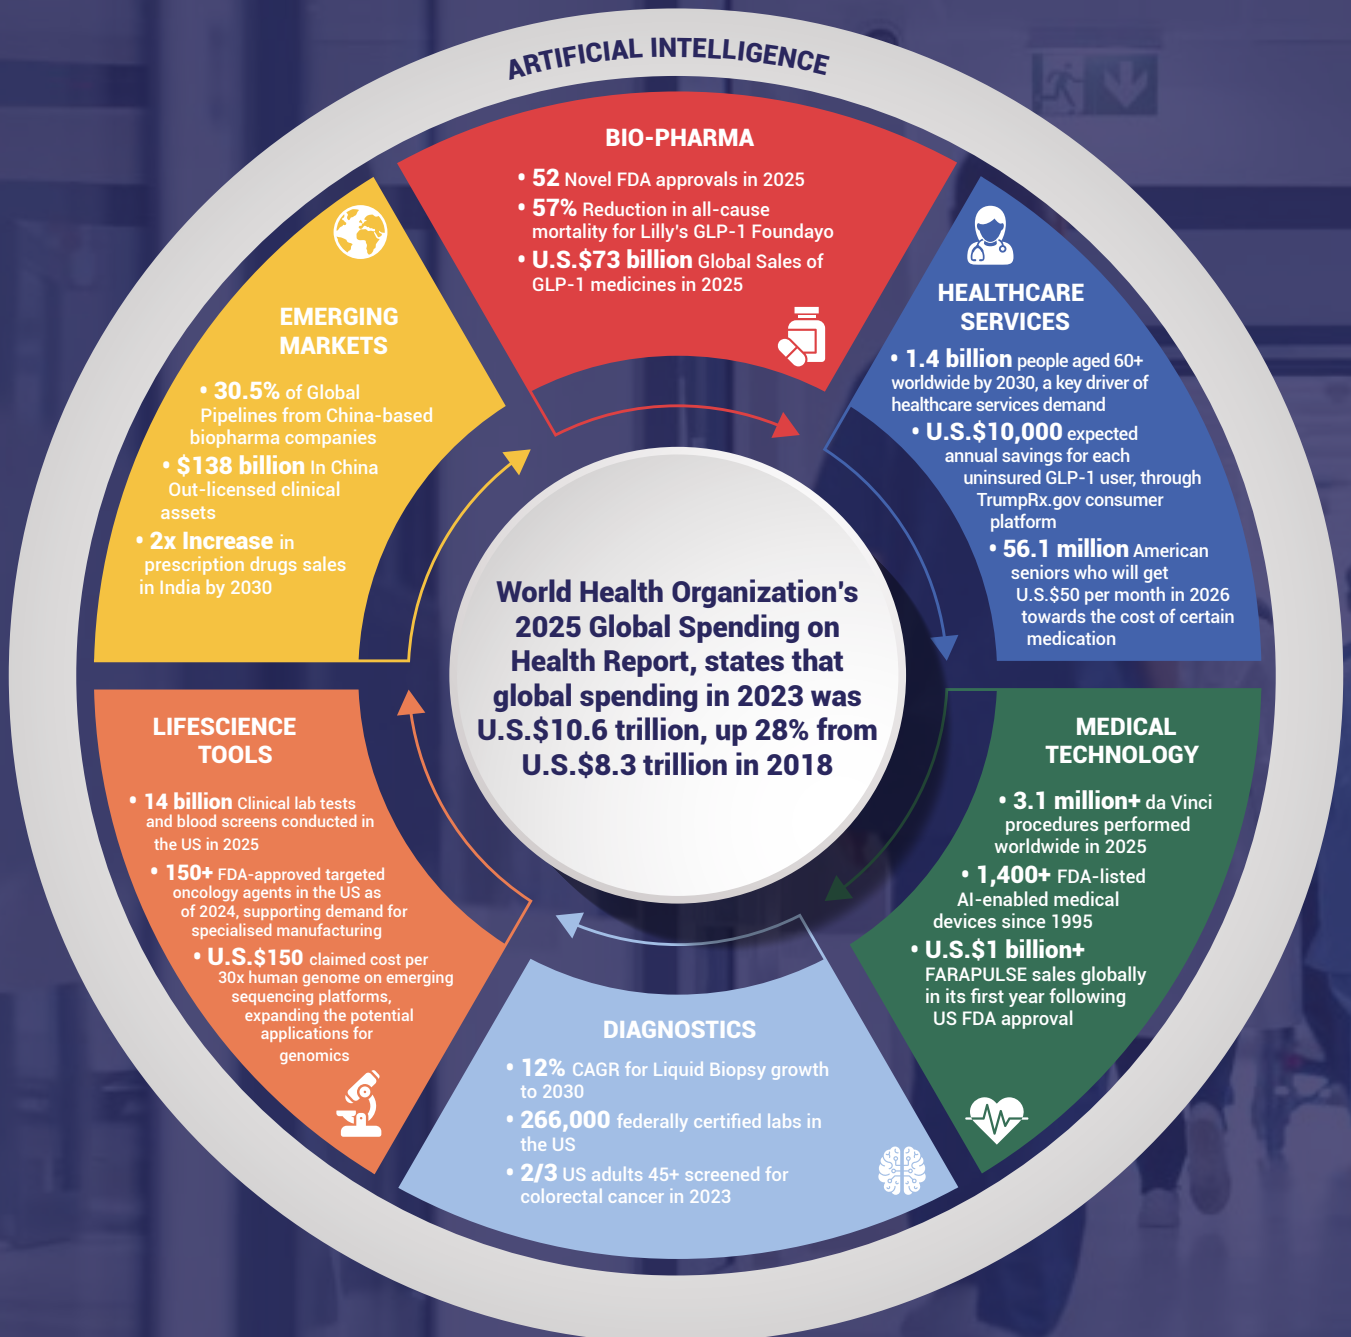 ARTIFICIAL INTELLIGENCE
BIO-PHARMA
• 52 Novel FDA approvals in 2025
• 57% Reduction in all-cause
mortality for Lilly's GLP-1 Foundayo
• U.S.$73 billion Global Sales of
GLP-1 medicines in 2025
HEALTHCARE
SERVICES
• 1.4 billion people aged 60+
worldwide by 2030, a key driver of
healthcare services demand
• U.S.$10,000 expected
annual savings for each
uninsured GLP-1 user, through
TrumpRx.gov consumer
platform
• 56.1 million American
seniors who will get
U.S.$50 per month in 2026
towards the cost of certain
medication
MEDICAL
TECHNOLOGY
• 3.1 million+ da Vinci
procedures performed
worldwide in 2025
• 1,400+ FDA-listed
AI-enabled medical
devices since 1995
• U.S.$1 billion+
FARAPULSE sales globally
in its first year following
US FDA approval
DIAGNOSTICS
• 12% CAGR for Liquid Biopsy growth
to 2030
• 266,000 federally certified labs in
the US
• 2/3 US adults 45+ screened for
colorectal cancer in 2023
LIFESCIENCE
TOOLS
• 14 billion Clinical lab tests
and blood screens conducted in
the US in 2025
• 150+ FDA-approved targeted
oncology agents in the US as
of 2024, supporting demand for
specialised manufacturing
• U.S.$150 claimed cost per
30x human genome on emerging
sequencing platforms,
expanding the potential
applications for
genomics
EMERGING
MARKETS
• 30.5% of Global
Pipelines from China-based
biopharma companies
• $138 billion In China
Out-licensed clinical
assets
• 2x Increase in
prescription drugs sales
in India by 2030
World Health Organization's
2025 Global Spending on
Health Report, states that
global spending in 2023 was
U.S.$10.6 trillion, up 28% from
U.S.$8.3 trillion in 2018